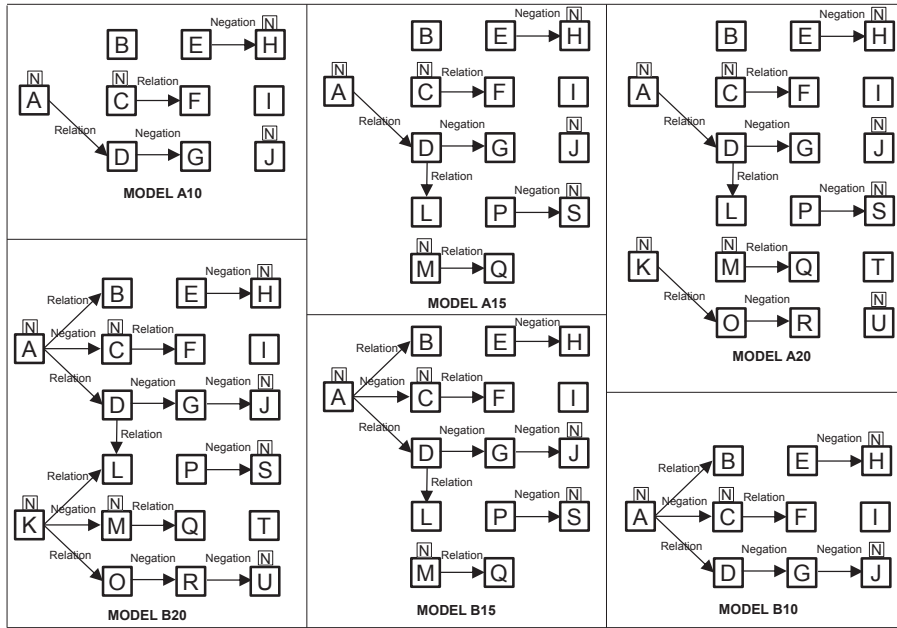 Negation N
B E H
N N Relation
A C F I
Relation Negation N
D G J
MODEL A10
Negation N
B E H
N N Relation
A C F I
Relation Negation N
D G J
Relation
Negation N
L P S
N Relation
M Q
MODEL A15
Negation N
B E H
N N Relation
A C F I
Relation Negation N
D G J
Relation
Negation N
L P S
N N Relation
K M Q T
Relation Negation N
O R U
MODEL A20
Negation N
Relation B E H
N Negation N Relation
A C F I
Relation Negation Negation N
D G J
Relation
Negation N
Relation L P S
N Negation N Relation
K M Q T
Relation Negation Negation N
O R U
MODEL B20
Negation
Relation B E H
N Negation N Relation
A C F I
Relation Negation Negation N
D G J
Relation
Negation N
L P S
N Relation
M Q
MODEL B15
Negation N
Relation B E H
N Negation N Relation
A C F I
Relation Negation Negation N
D G J
MODEL B10